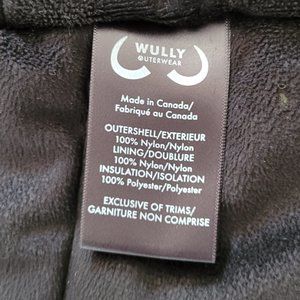 WULLY
OUTERWEAR
Made in Canada/
Fabriqué au Canada
OUTERSHELL/EXTERIEUR
100% Nylon/Nylon
LINING/DOUBLURE
100% Nylon/Nylon
INSULATION/ISOLATION
100% Polyester/Polyester
EXCLUSIVE OF TRIMS/
GARNITURE NON COMPRISE